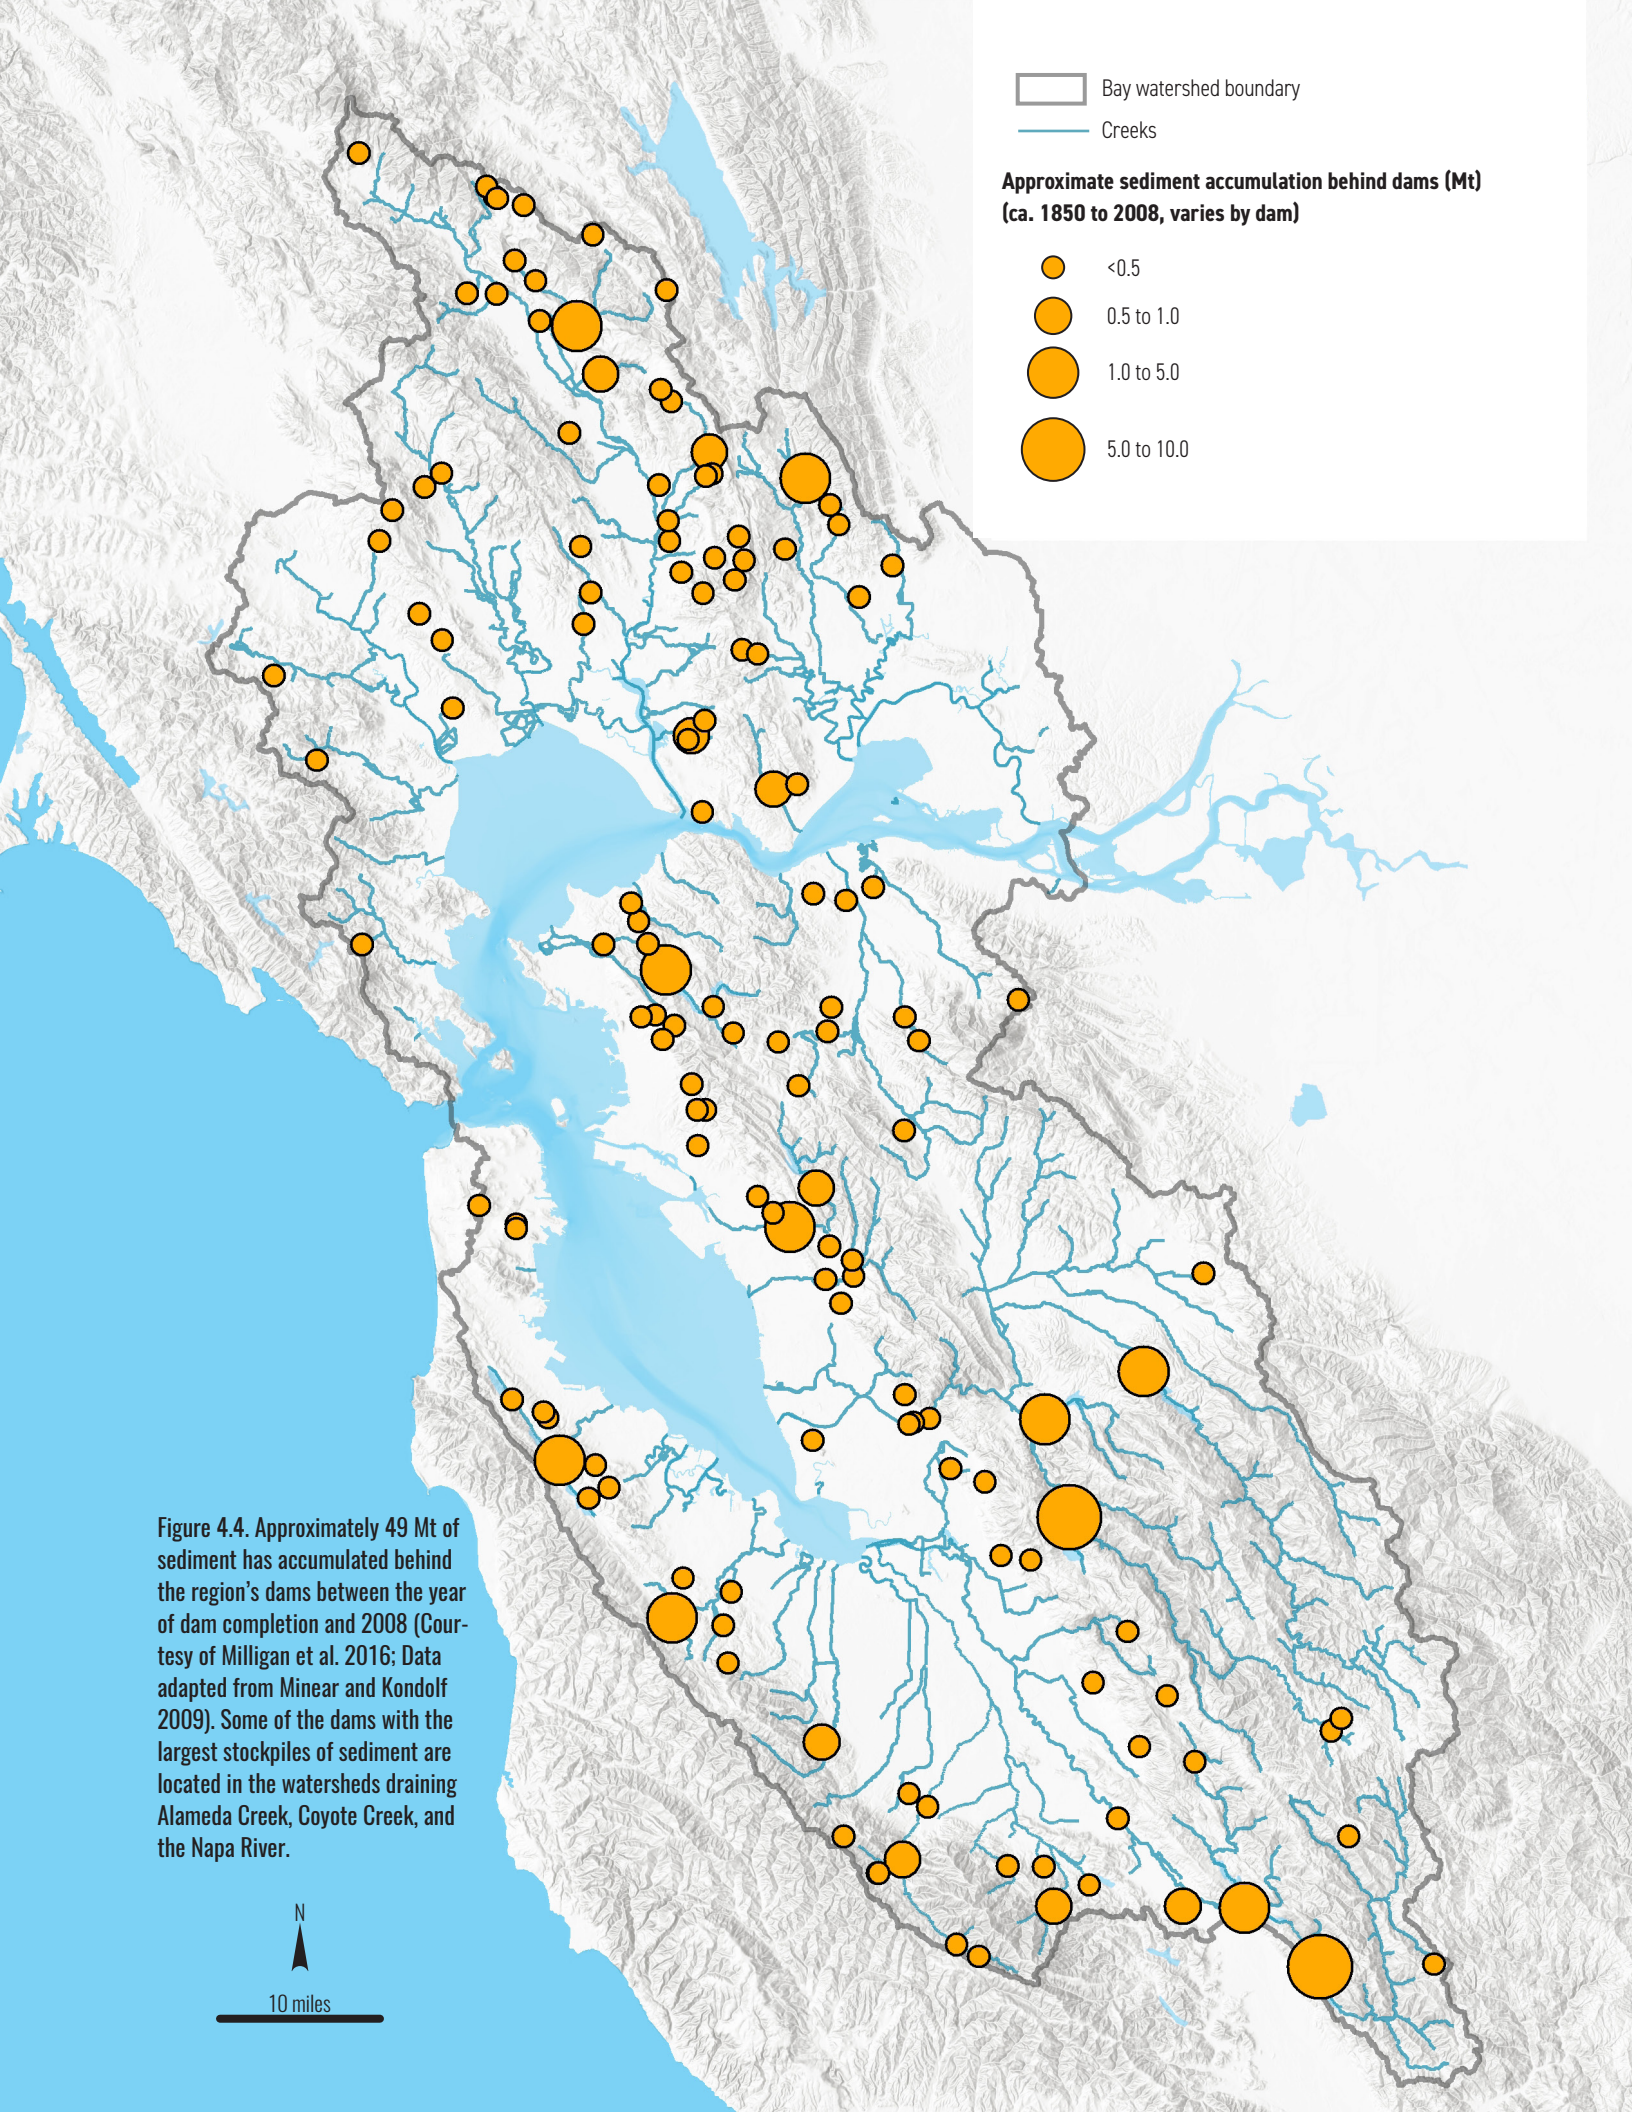 Bay watershed boundary
Creeks
Approximate sediment accumulation behind dams (Mt)
(ca. 1850 to 2008, varies by dam)
<0.5
0.5 to 1.0
1.0 to 5.0
5.0 to 10.0
Figure 4.4. Approximately 49 Mt of
sediment has accumulated behind
the region’s dams between the year
of dam completion and 2008 (Cour-
tesy of Milligan et al. 2016; Data
adapted from Minear and Kondolf
2009). Some of the dams with the
largest stockpiles of sediment are
located in the watersheds draining
Alameda Creek, Coyote Creek, and
the Napa River.
N
10 miles